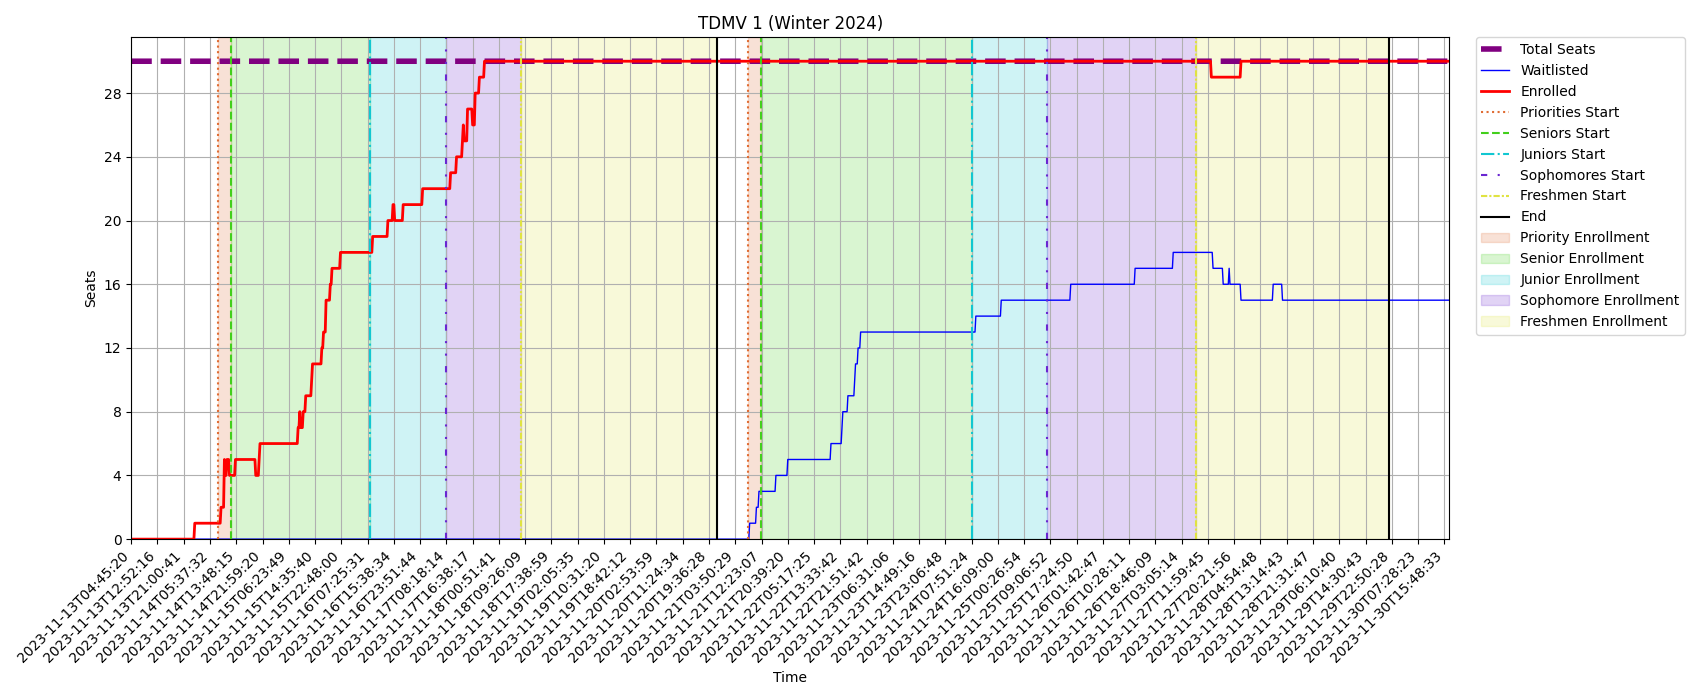 TDMV 1 (Winter 2024)
Seats
28
24
20
16
12
8
4
0
2023-11-13T04:45:20
2023-11-13T12:52:16
2023-11-13T21:00:41
2023-11-14T05:37:32
2023-11-14T13:48:15
2023-11-14T21:59:20
2023-11-15T06:23:49
2023-11-15T14:35:40
2023-11-15T22:48:00
2023-11-16T07:25:31
2023-11-16T15:38:34
2023-11-16T23:51:44
2023-11-17T08:18:14
2023-11-17T16:38:17
2023-11-18T00:51:41
2023-11-18T09:26:09
2023-11-18T17:38:59
2023-11-19T02:05:35
2023-11-19T10:31:20
2023-11-19T18:42:12
2023-11-20T02:53:59
2023-11-20T11:24:34
2023-11-20T19:36:28
2023-11-21T03:50:29
2023-11-21T12:23:07
2023-11-21T20:39:20
2023-11-22T05:17:25
2023-11-22T13:33:42
2023-11-22T21:51:42
2023-11-23T06:31:06
2023-11-23T14:49:16
2023-11-23T23:06:48
2023-11-24T07:51:24
2023-11-24T16:09:00
2023-11-25T00:26:54
2023-11-25T09:06:52
2023-11-25T17:24:50
2023-11-26T01:42:47
2023-11-26T10:28:11
2023-11-26T18:46:09
2023-11-27T03:05:14
2023-11-27T11:59:45
2023-11-27T20:21:56
2023-11-28T04:54:48
2023-11-28T13:14:43
2023-11-28T21:31:47
2023-11-29T06:10:40
2023-11-29T14:30:43
2023-11-29T22:50:28
2023-11-30T07:28:23
2023-11-30T15:48:33
Time
Total Seats
Waitlisted
Enrolled
Priorities Start
Seniors Start
Juniors Start
Sophomores Start
Freshmen Start
End
Priority Enrollment
Senior Enrollment
Junior Enrollment
Sophomore Enrollment
Freshmen Enrollment